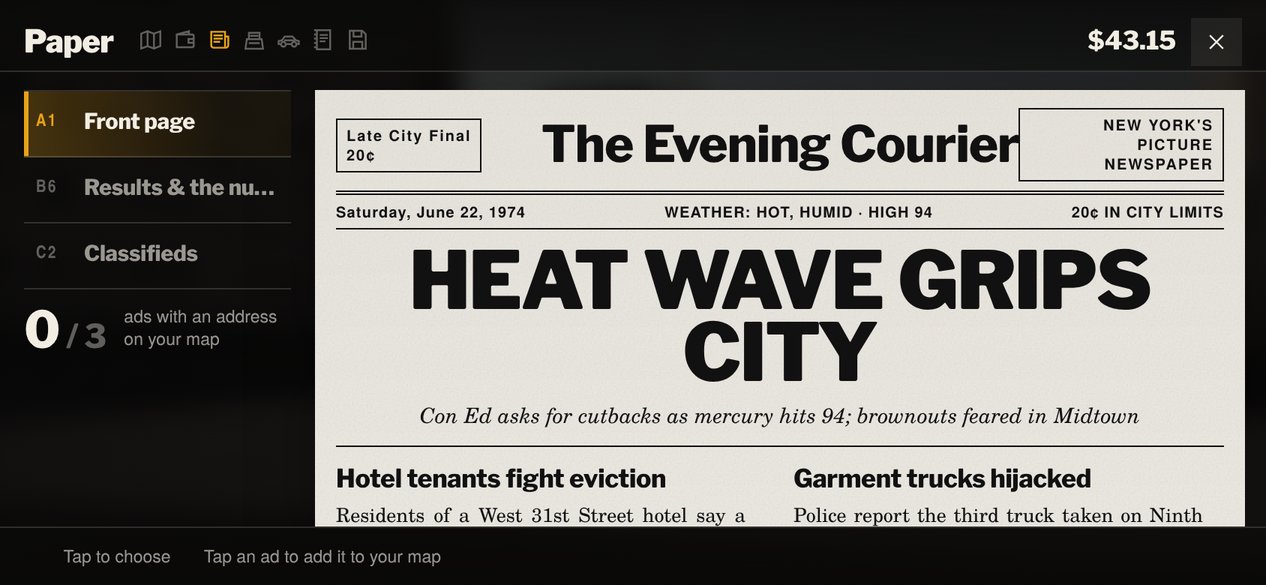 Paper
$43.15
A1 Front page
B6 Results & the nu...
C2 Classifieds
0 / 3 ads with an address
on your map
Late City Final
20¢
The Evening Courier
NEW YORK'S
PICTURE
NEWSPAPER
Saturday, June 22, 1974 WEATHER: HOT, HUMID · HIGH 94 20¢ IN CITY LIMITS
HEAT WAVE GRIPS
CITY
Con Ed asks for cutbacks as mercury hits 94; brownouts feared in Midtown
Hotel tenants fight eviction
Residents of a West 31st Street hotel say a
Garment trucks hijacked
Police report the third truck taken on Ninth
Tap to choose Tap an ad to add it to your map